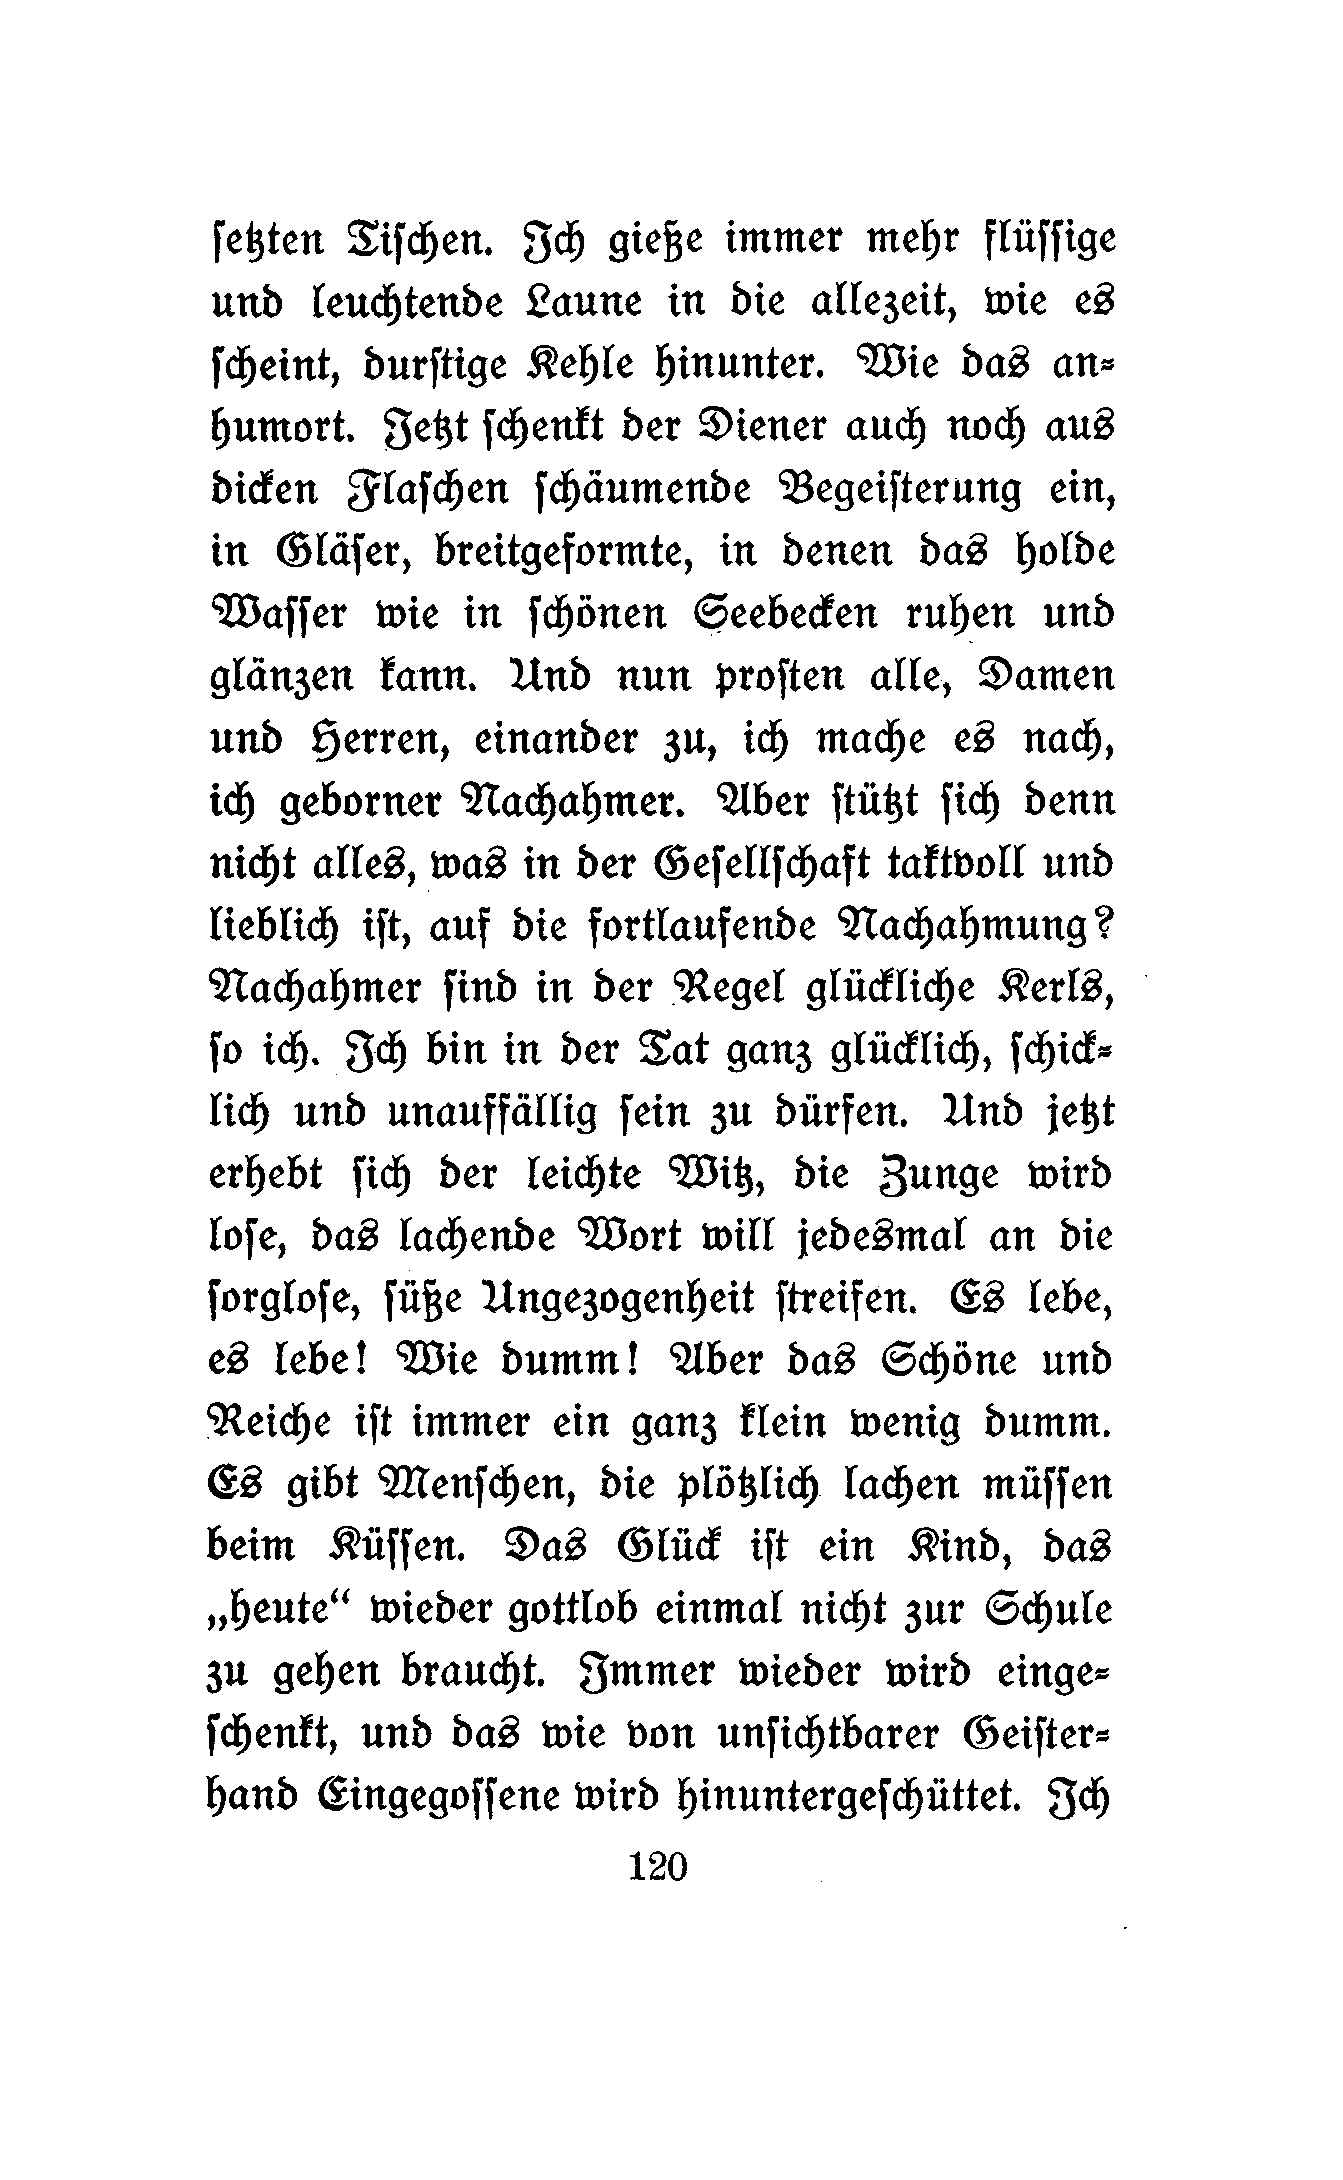 ſetzten Tiſchen. Ich gieße immer mehr flüſſige
und leuchtende Laune in die allezeit, wie es
ſcheint, durſtige Kehle hinunter. Wie das an⸗
humort. Jetzt ſchenkt der Diener auch noch aus
dicken Flaſchen ſchäumende Begeiſterung ein,
in Gläſer, breitgeformte, in denen das holde
Waſſer wie in ſchönen Seebecken ruhen und
glänzen kann. Und nun proſten alle, Damen
und Herren, einander zu, ich mache es nach,
ich geborner Nachahmer. Aber ſtützt ſich denn
nicht alles, was in der Geſellſchaft taktvoll und
lieblich iſt, auf die fortlaufende Nachahmung?
Nachahmer ſind in der Regel glückliche Kerls,
ſo ich. Ich bin in der Tat ganz glücklich, ſchick⸗
lich und unauffällig ſein zu dürfen. Und jetzt
erhebt ſich der leichte Witz, die Zunge wird
loſe, das lachende Wort will jedesmal an die
ſorgloſe, ſüße Ungezogenheit ſtreifen. Es lebe,
es lebe! Wie dumm! Aber das Schöne und
Reiche iſt immer ein ganz klein wenig dumm.
Es gibt Menſchen, die plötzlich lachen müſſen
beim Küſſen. Das Glück iſt ein Kind, das
„heute“ wieder gottlob einmal nicht zur Schule
zu gehen braucht. Immer wieder wird einge⸗
ſchenkt, und das wie von unſichtbarer Geiſter⸗
hand Eingegoſſene wird hinuntergeſchüttet. Ich
120